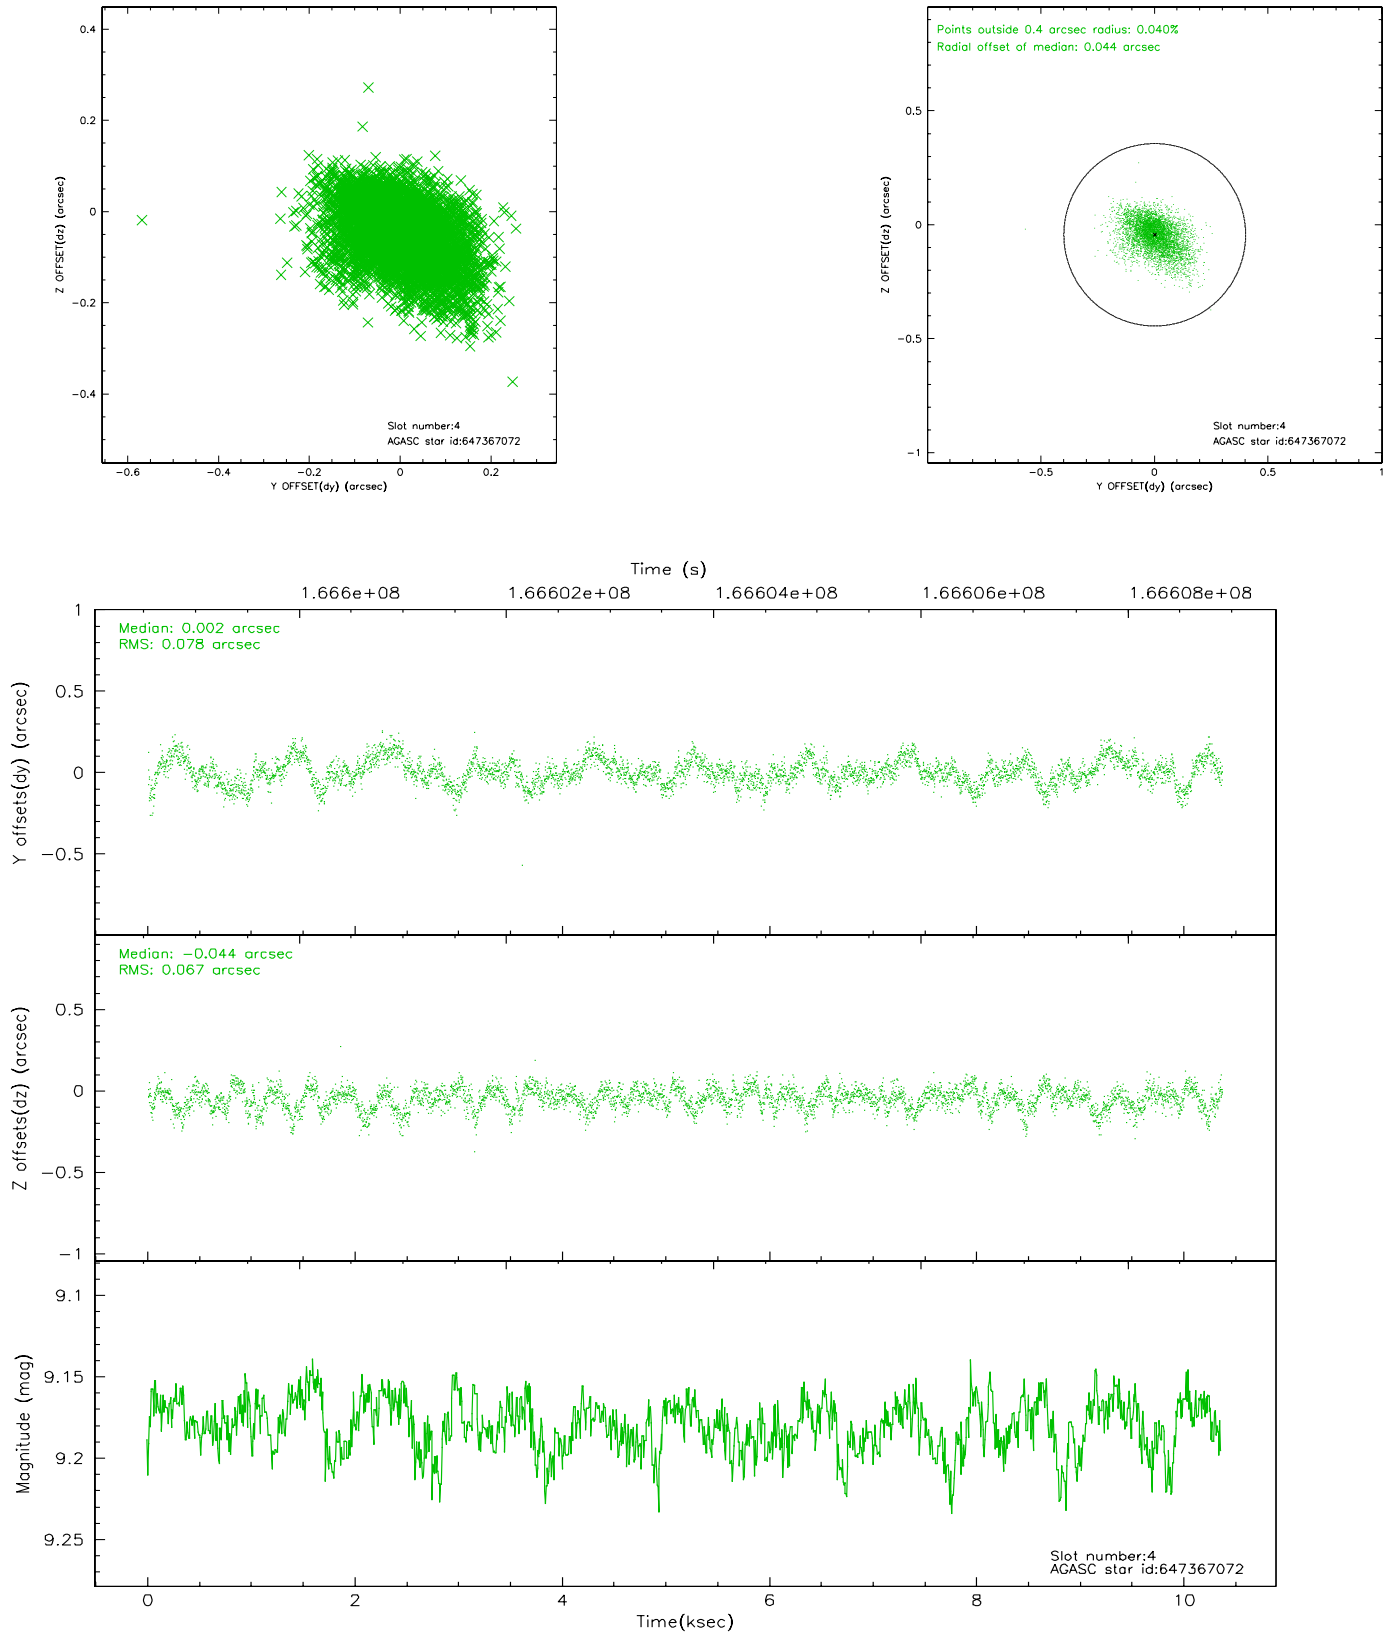 0.4
0.2
0
−0.2
−0.4
Z OFFSET(dz) (arcsec)
Slot number:4
AGASC star id:647367072
−0.6 −0.4 −0.2 0 0.2
Y OFFSET(dy) (arcsec)
Points outside 0.4 arcsec radius: 0.040%
Radial offset of median: 0.044 arcsec
0.5
0
−0.5
−1
Z OFFSET(dz) (arcsec)
Slot number:4
AGASC star id:647367072
−0.5 0 0.5 1
Y OFFSET(dy) (arcsec)
Time (s)
1.666e+08 1.66602e+08 1.66604e+08 1.66606e+08 1.66608e+08
1
0.5
0
−0.5
Y offsets(dy) (arcsec)
Median: 0.002 arcsec
RMS: 0.078 arcsec
0.5
0
−0.5
−1
Z offsets(dz) (arcsec)
Median: −0.044 arcsec
RMS: 0.067 arcsec
9.1
9.15
9.2
9.25
Magnitude (mag)
Slot number:4
AGASC star id:647367072
0 2 4 6 8 10
Time(ksec)